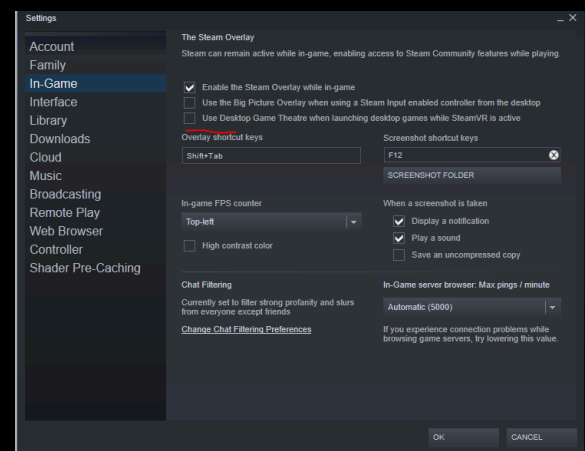 Settings
Account
Family
In-Game
Interface
Library
Downloads
Cloud
Music
Broadcasting
Remote Play
Web Browser
Controller
Shader Pre-Caching
The Steam Overlay
Steam can remain active while in-game, enabling access to Steam Community features while playing.
Enable the Steam Overlay while in-game
Use the Big Picture Overlay when using a Steam Input enabled controller from the desktop
Use Desktop Game Theatre when launching desktop games while SteamVR is active
Overlay shortcut keys
Shift+Tab
Screenshot shortcut keys
F12
SCREENSHOT FOLDER
In-game FPS counter
Top-left
High contrast color
When a screenshot is taken
Display a notification
Play a sound
Save an uncompressed copy
Chat Filtering
Currently set to filter strong profanity and slurs
from everyone except friends
Change Chat Filtering Preferences
In-Game server browser: Max pings / minute
Automatic (5000)
If you experience connection problems while
browsing game servers, try lowering this value.
OK
CANCEL